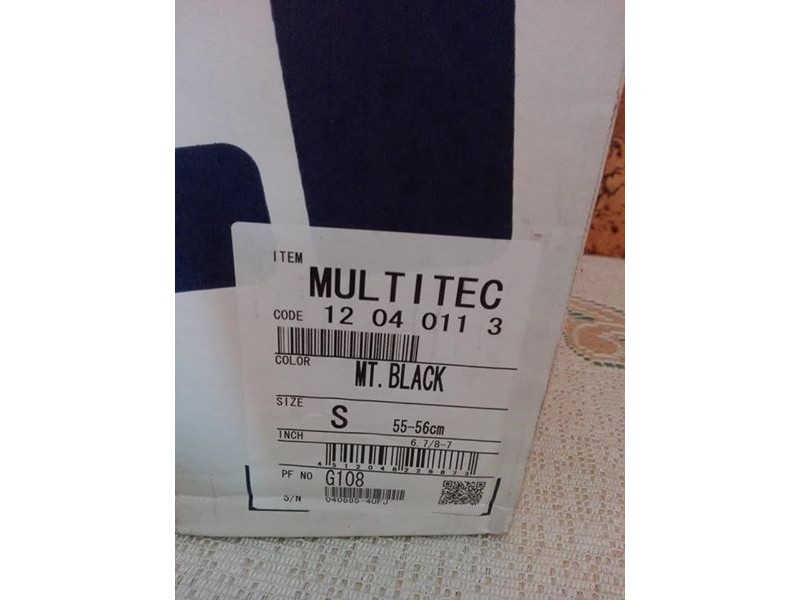 ITEM
MULTITEC
CODE 12 04 011 3
COLOR
MT. BLACK
SIZE
S 55-56cm
INCH 6 7/8-7
4512048228873
PF NO G108
S/N